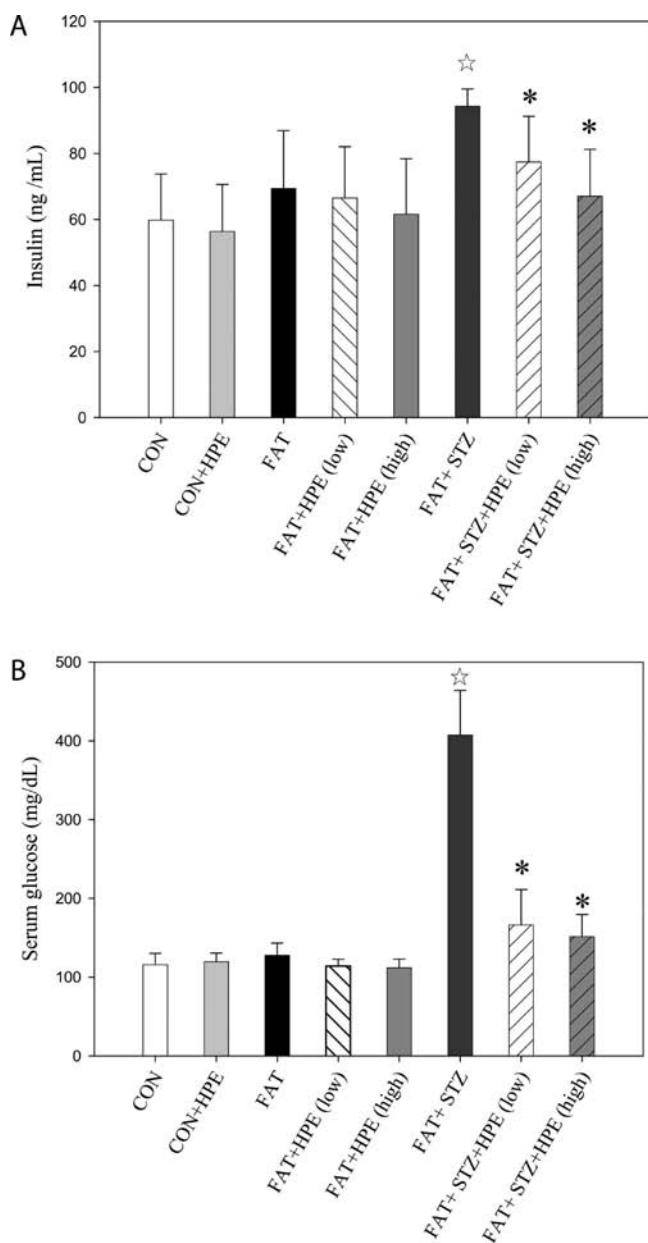 A
Insulin (ng /mL)
140
120
100
80
60
40
20
0
☆
*
*
CON
CON+HPE
FAT
FAT+HPE (low)
FAT+HPE (high)
FAT+ STZ
FAT+ STZ+HPE (low)
FAT+ STZ+HPE (high)
B
Serum glucose (mg/dL)
500
400
300
200
100
0
☆
*
*
CON
CON+HPE
FAT
FAT+HPE (low)
FAT+HPE (high)
FAT+ STZ
FAT+ STZ+HPE (low)
FAT+ STZ+HPE (high)